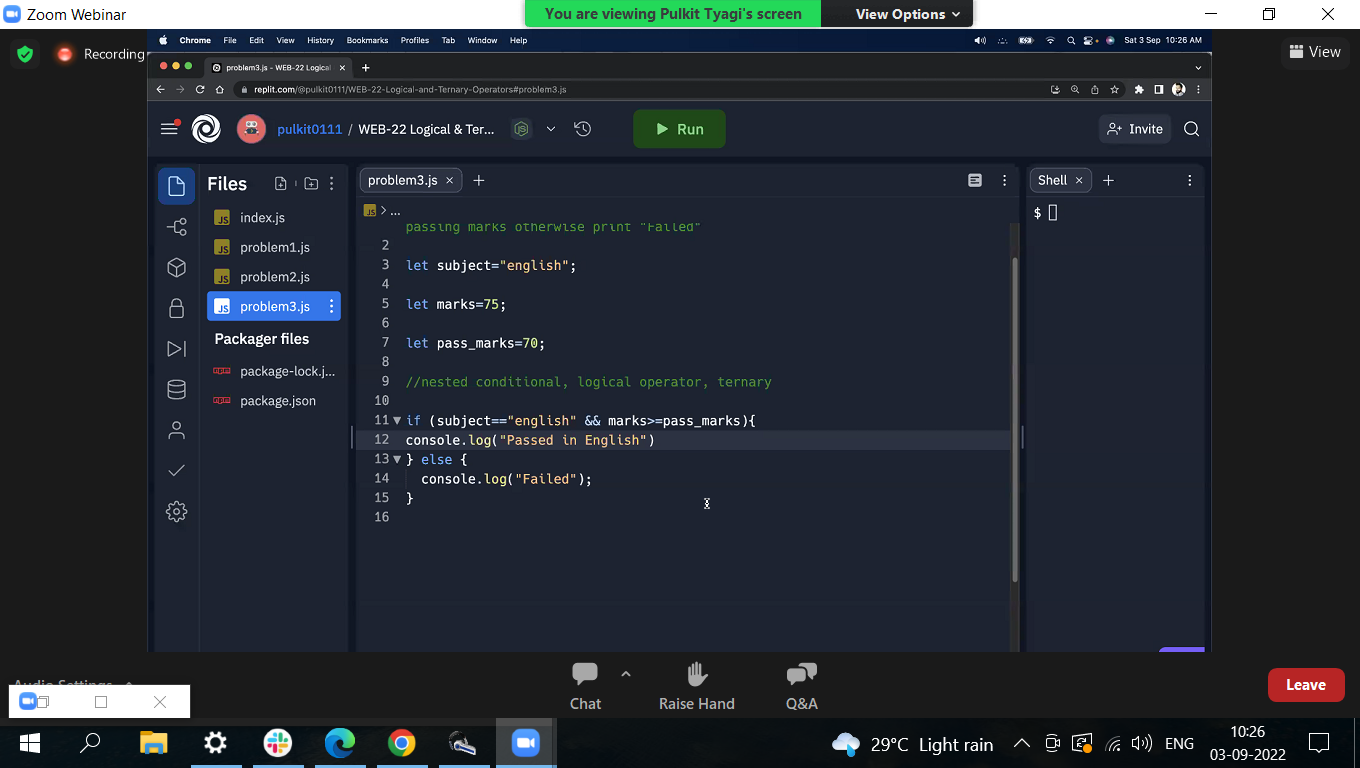 Zoom Webinar
You are viewing Pulkit Tyagi's screen
View Options
Recording
Chrome File Edit View History Bookmarks Profiles Tab Window Help
Sat 3 Sep 10:26 AM
View
problem3.js - WEB-22 Logical
replit.com/@pulkit0111/WEB-22-Logical-and-Ternary-Operators#problem3.js
pulkit0111 / WEB-22 Logical & Ter...
Run
Invite
Files
problem3.js
Shell
index.js
problem1.js
problem2.js
problem3.js
Packager files
package-lock.j...
package.json
JS > ...
$
passing marks otherwise print "Failed"
2
3 let subject="english";
4
5 let marks=75;
6
7 let pass_marks=70;
8
9 //nested conditional, logical operator, ternary
10
11 if (subject=="english" && marks>=pass_marks){
12 console.log("Passed in English")
13 } else {
14 console.log("Failed");
15 }
16
Audio Settings
Chat
Raise Hand
Q&A
Leave
29°C Light rain
ENG
10:26
03-09-2022